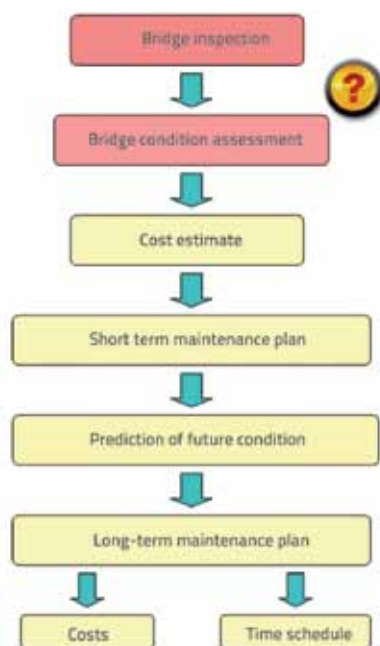 Bridge inspection
?
Bridge condition assessment
Cost estimate
Short term maintenance plan
Prediction of future condition
Long-term maintenance plan
Costs
Time schedule